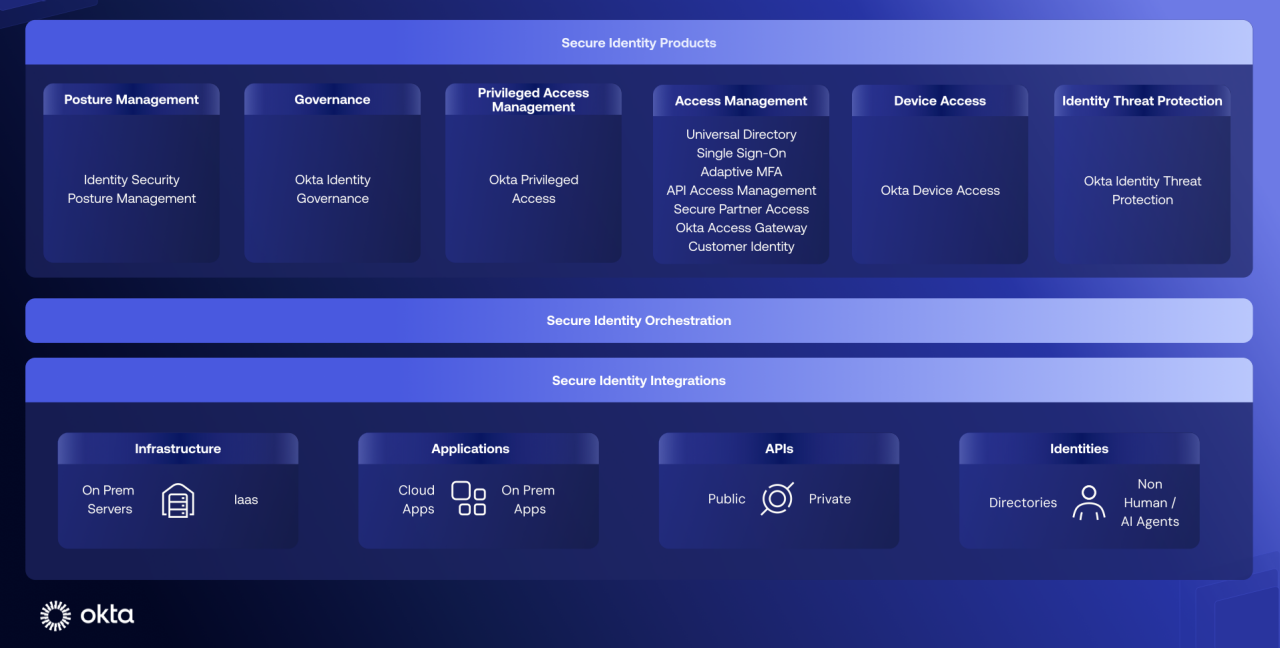 Secure Identity Products
Posture Management
Identity Security
Posture Management
Governance
Okta Identity
Governance
Privileged Access
Management
Okta Privileged
Access
Access Management
Universal Directory
Single Sign-On
Adaptive MFA
API Access Management
Secure Partner Access
Okta Access Gateway
Customer Identity
Device Access
Okta Device Access
Identity Threat Protection
Okta Identity Threat
Protection
Secure Identity Orchestration
Secure Identity Integrations
Infrastructure
On Prem
Servers
Iaas
Applications
Cloud
Apps
On Prem
Apps
APIs
Public
Private
Identities
Directories
Non
Human /
AI Agents
okta